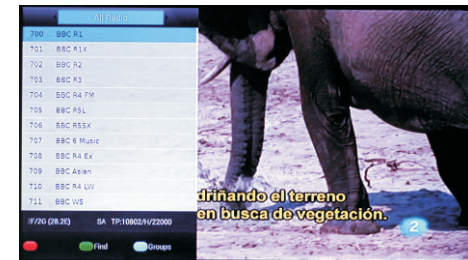 All Radio
700 BBC R1
701 BBC R1X
702 BBC R2
703 BBC R3
704 BBC R4 FM
705 BBC R5L
706 BBC R5SX
707 BBC 6 Music
708 BBC R4 Ex
709 BBC Asian
710 BBC R4 LW
711 BBC WS
(28.2E) SA TP:10802/H/22000
Find Groups
driñando el terreno
en busca de vegetación.
2